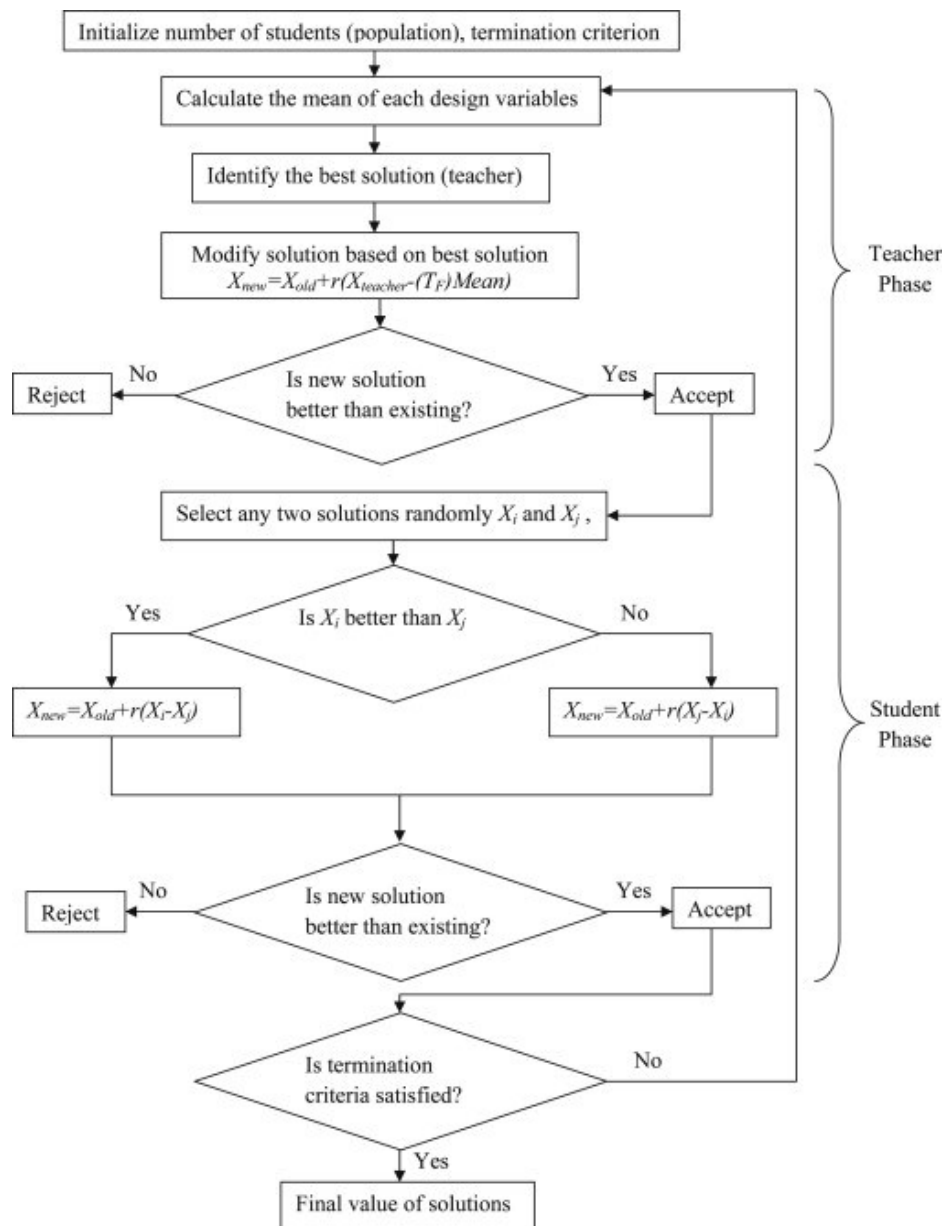 Initialize number of students (population), termination criterion
Calculate the mean of each design variables
Identify the best solution (teacher)
Modify solution based on best solution
Xnew=Xold+r(Xteacher-(TF)Mean)
Teacher
Phase
No
Yes
Reject
Is new solution
better than existing?
Accept
Select any two solutions randomly Xi and Xj ,
Yes
Is Xi better than Xj
No
Xnew=Xold+r(Xi-Xj)
Xnew=Xold+r(Xj-Xi)
Student
Phase
No
Yes
Reject
Is new solution
better than existing?
Accept
Is termination
criteria satisfied?
No
Yes
Final value of solutions